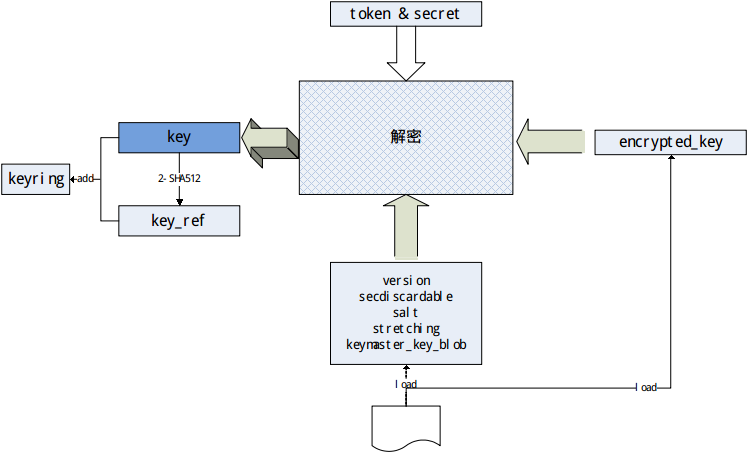 token & secret
解密
key
encrypted_key
keyring
add
2-SHA512
key_ref
version
secdiscardable
salt
stretching
keymaster_key_blob
load
load